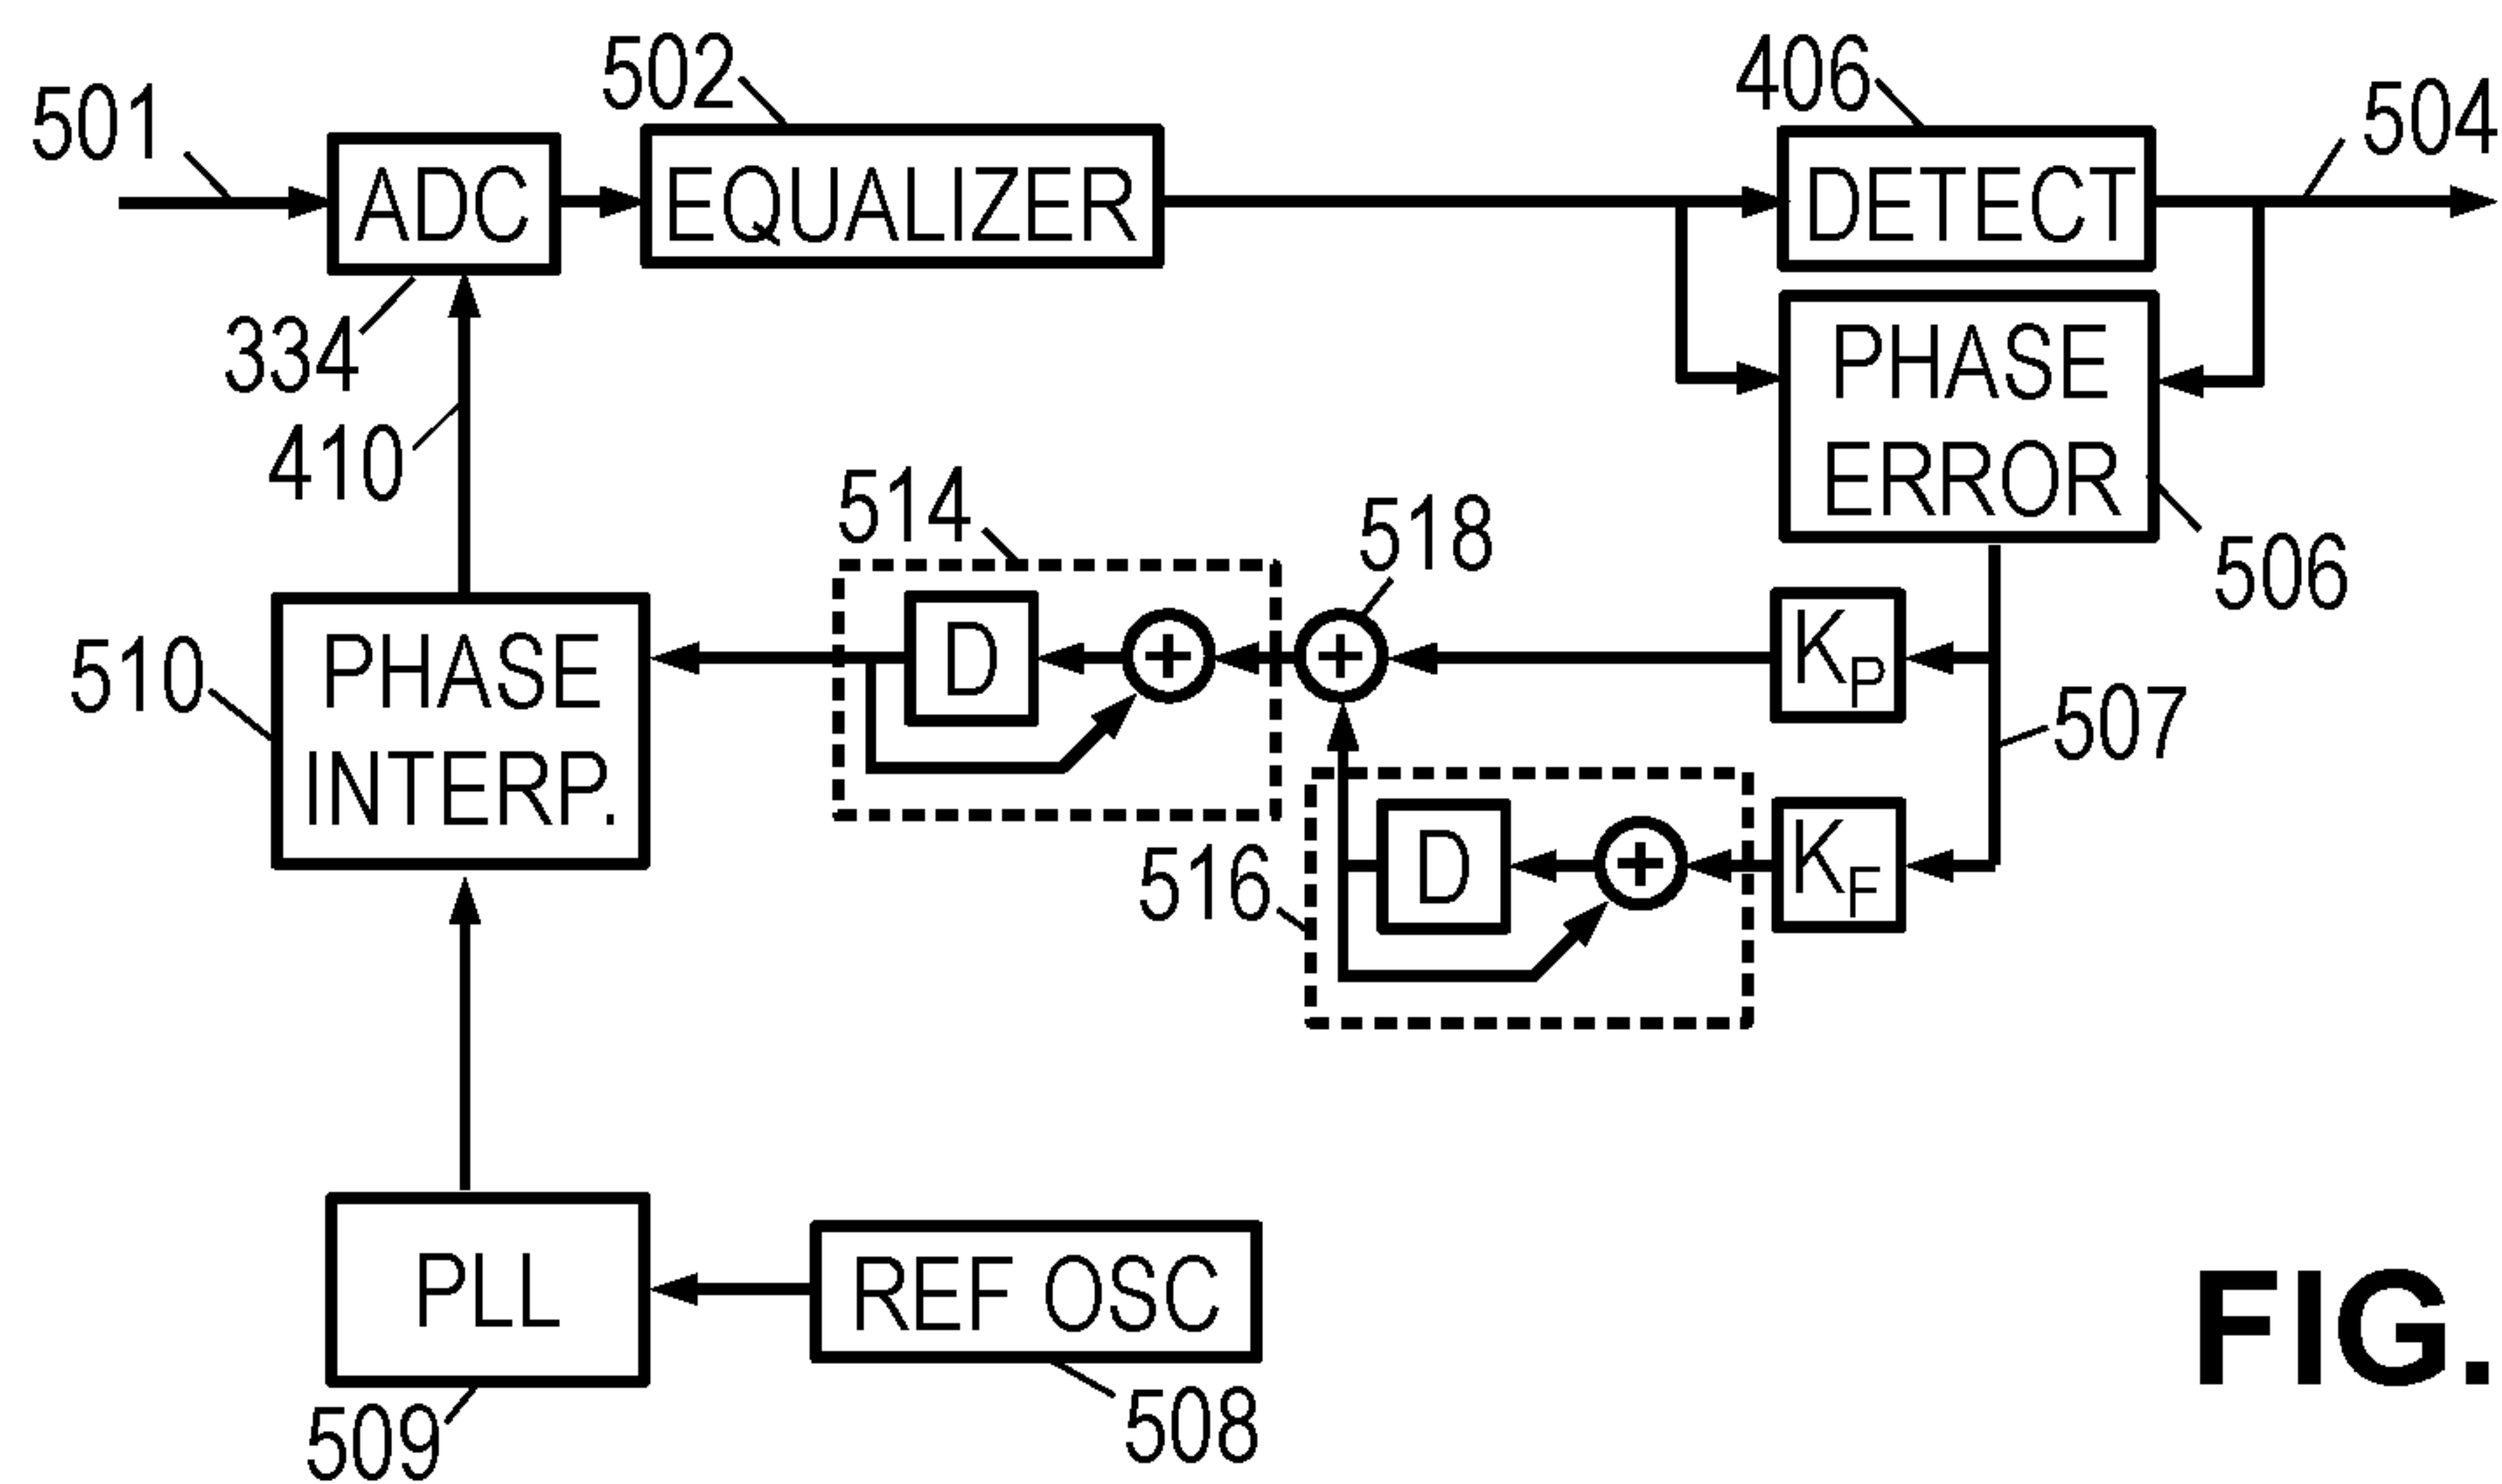 501
502
406
504
ADC
EQUALIZER
DETECT
334
PHASE
ERROR
410
514
518
506
510
PHASE
INTERP.
D
+
+
KP
507
516
D
+
KF
PLL
REF OSC
509
508
FIG.